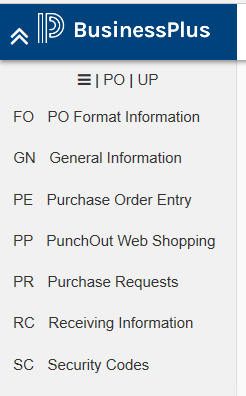 BusinessPlus
| PO | UP
FO PO Format Information
GN General Information
PE Purchase Order Entry
PP PunchOut Web Shopping
PR Purchase Requests
RC Receiving Information
SC Security Codes